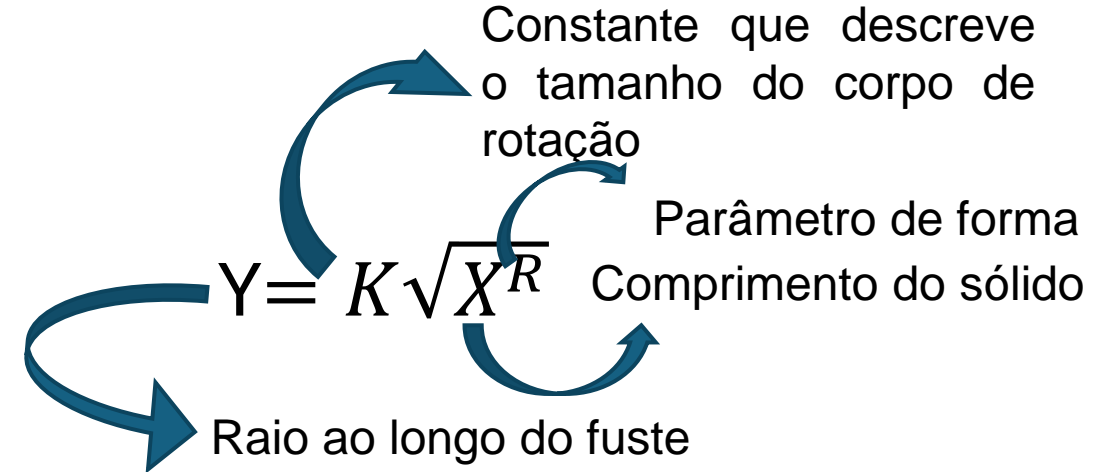 Constante que descreve
o tamanho do corpo de
rotação
Parâmetro de forma
Y= K√X^R
Comprimento do sólido
Raio ao longo do fuste